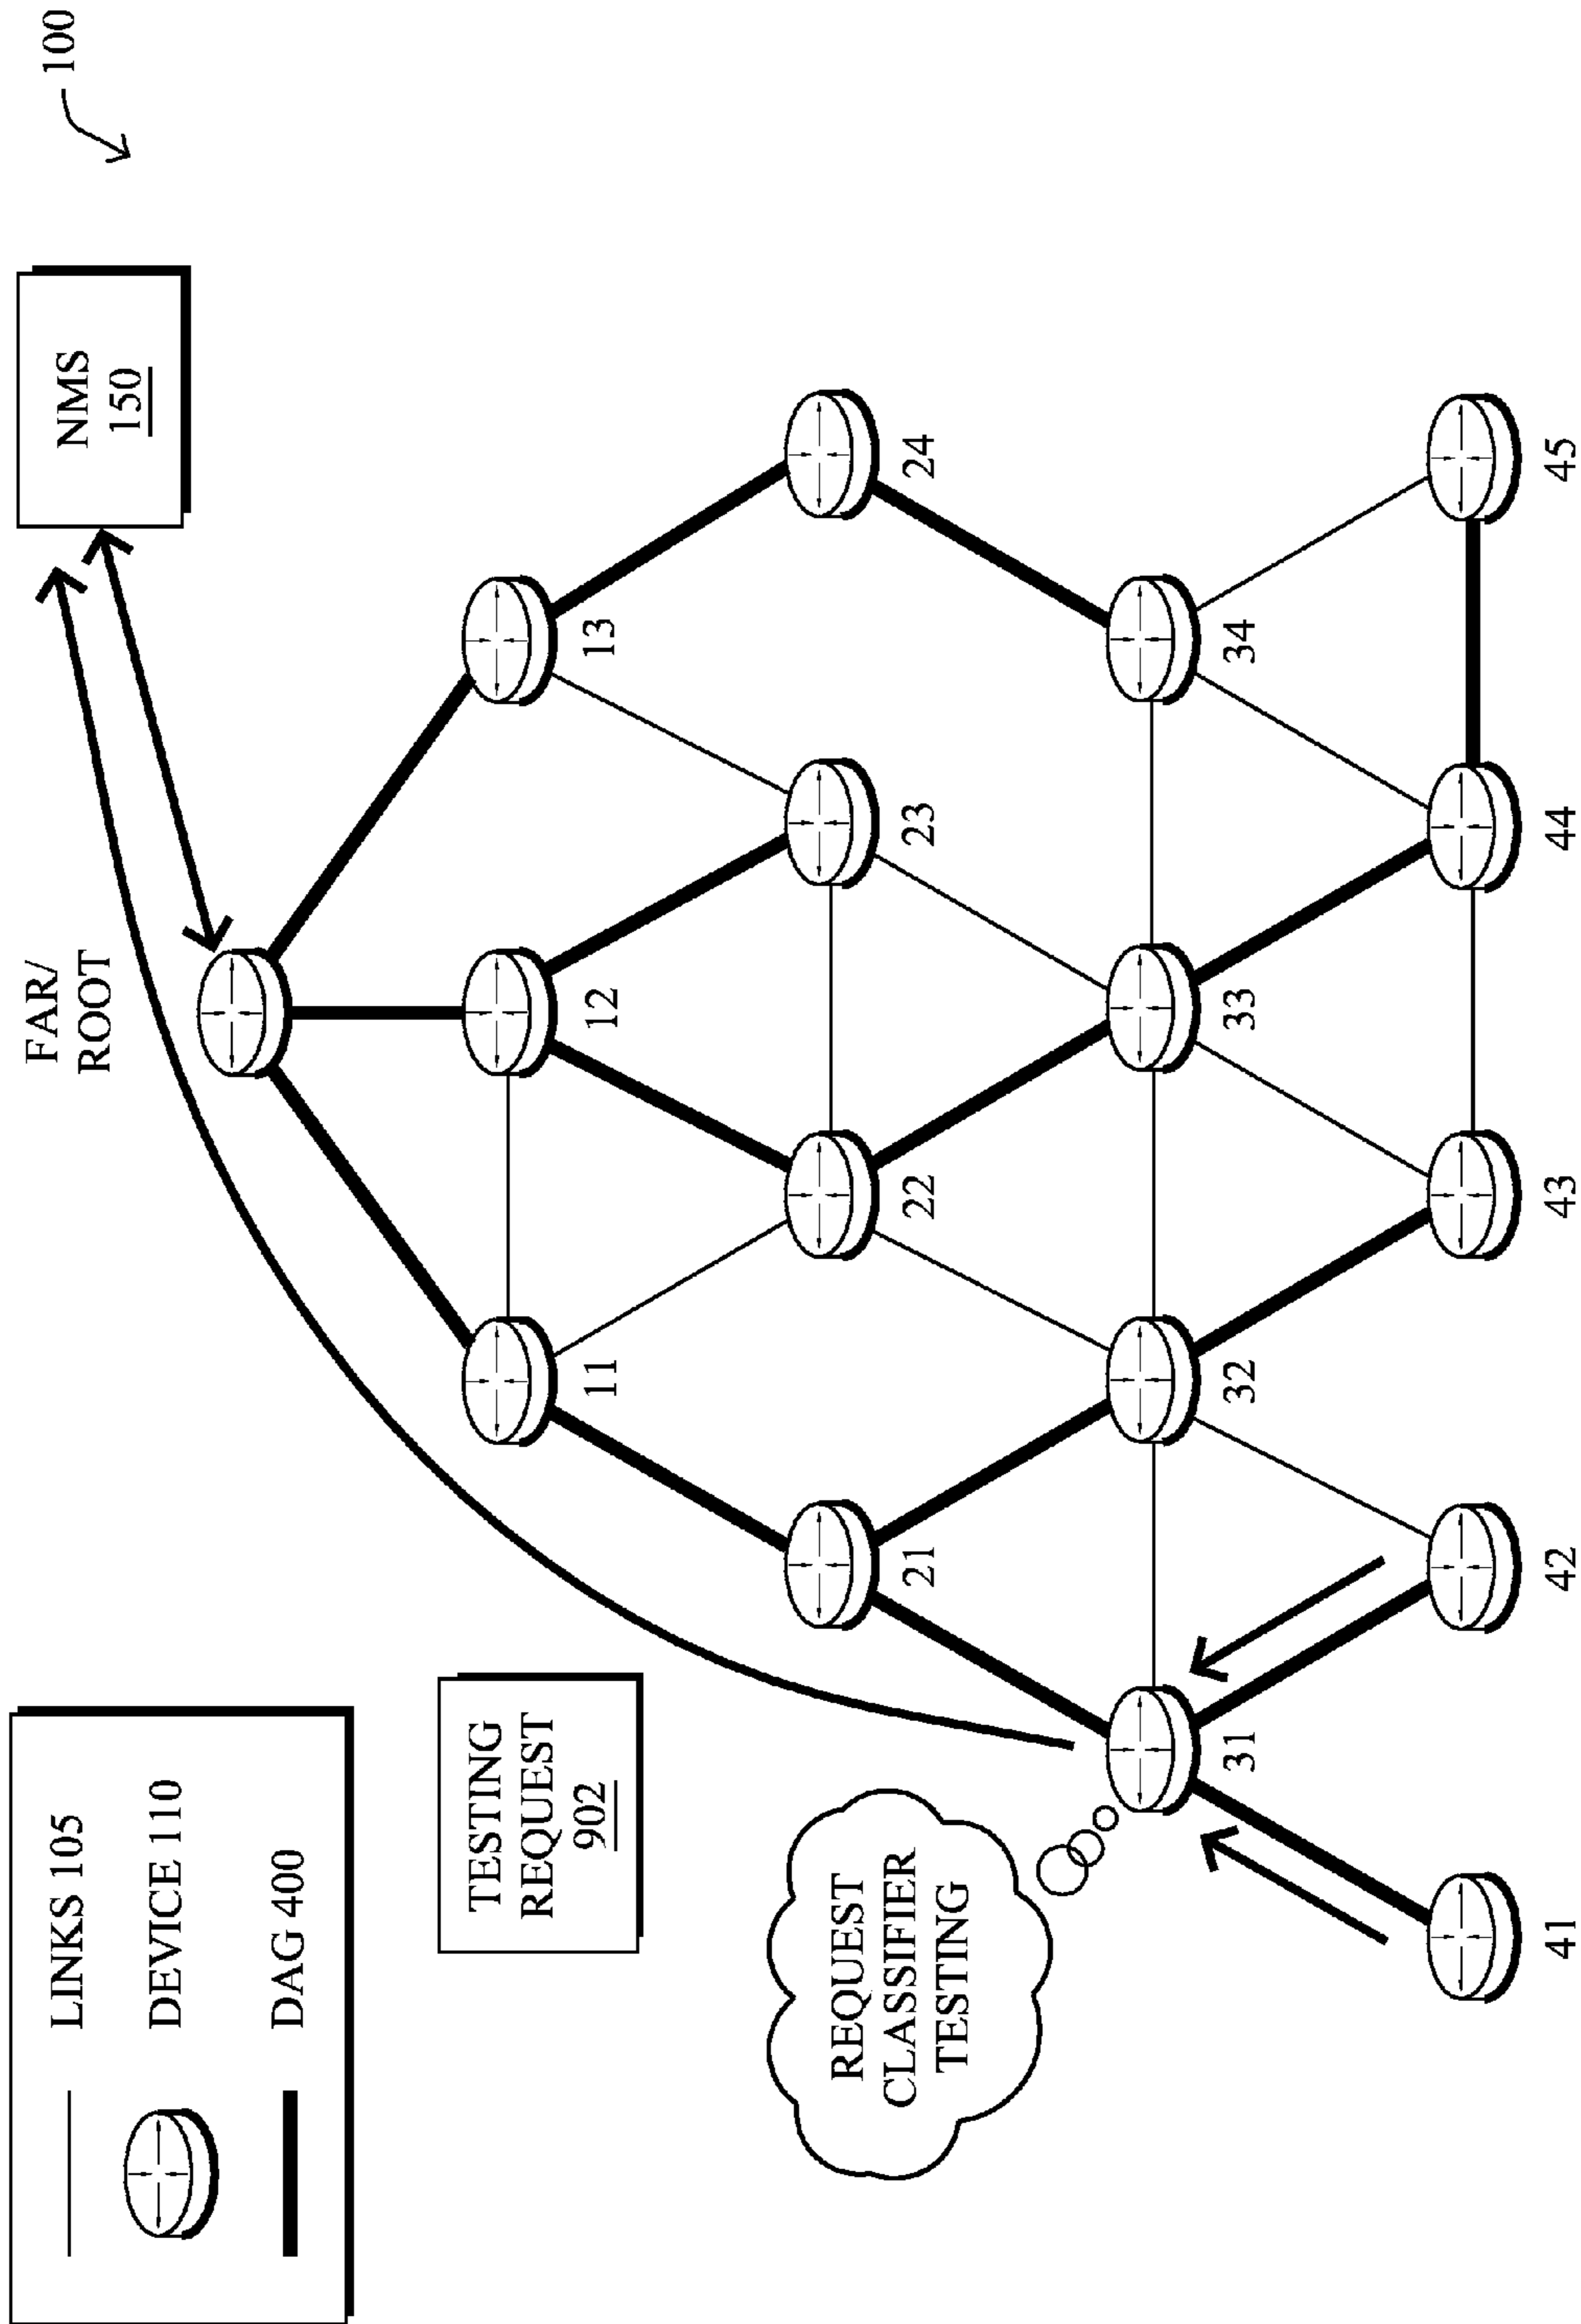 100
LINKS 105
DEVICE 110
DAG 400
NMS
150
FAR/
ROOT
TESTING
REQUEST
902
11
12
13
REQUEST
CLASSIFIER
TESTING
21
22
23
24
31
32
33
34
41
42
43
44
45